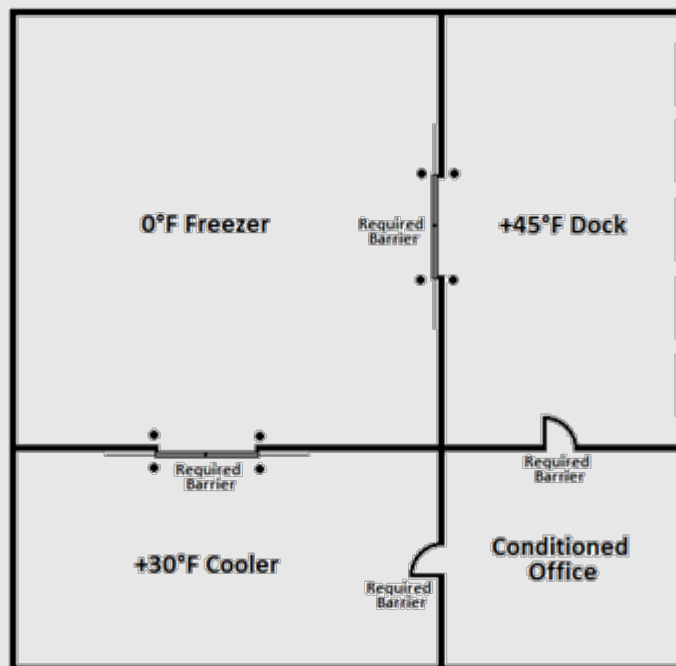 0°F Freezer
Required
Barrier
+45°F Dock
Required
Barrier
Required
Barrier
+30°F Cooler
Conditioned
Office
Required
Barrier